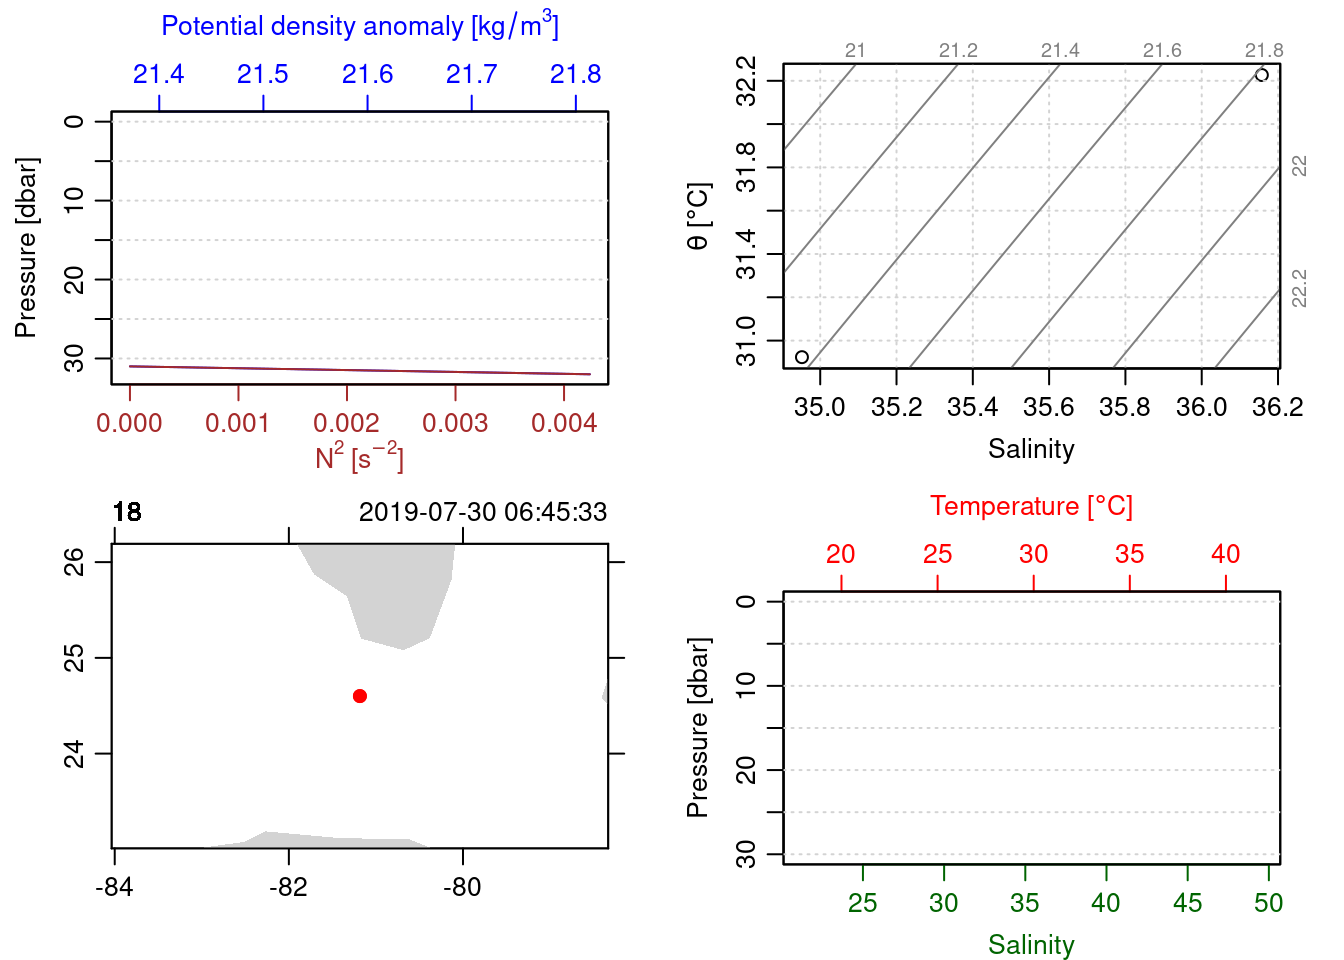 Potential density anomaly [kg/m3]
21.4 21.5 21.6 21.7 21.8
0
10
20
30
Pressure [dbar]
0.000 0.001 0.002 0.003 0.004
N2 [s−2]
21 21.2 21.4 21.6 21.8
22
22.2
32.2
31.8
31.4
31.0
θ [°C]
35.0 35.2 35.4 35.6 35.8 36.0 36.2
Salinity
18 2019-07-30 06:45:33
26
25
24
-84 -82 -80
Temperature [°C]
20 25 30 35 40
0
10
20
30
Pressure [dbar]
25 30 35 40 45 50
Salinity